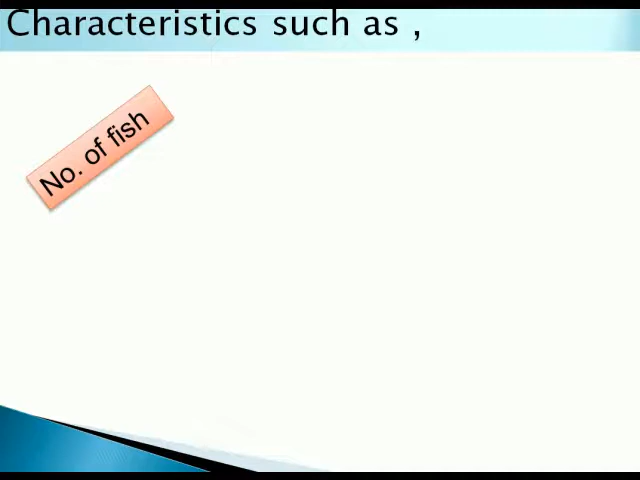 Characteristics such as ,
No. of fish